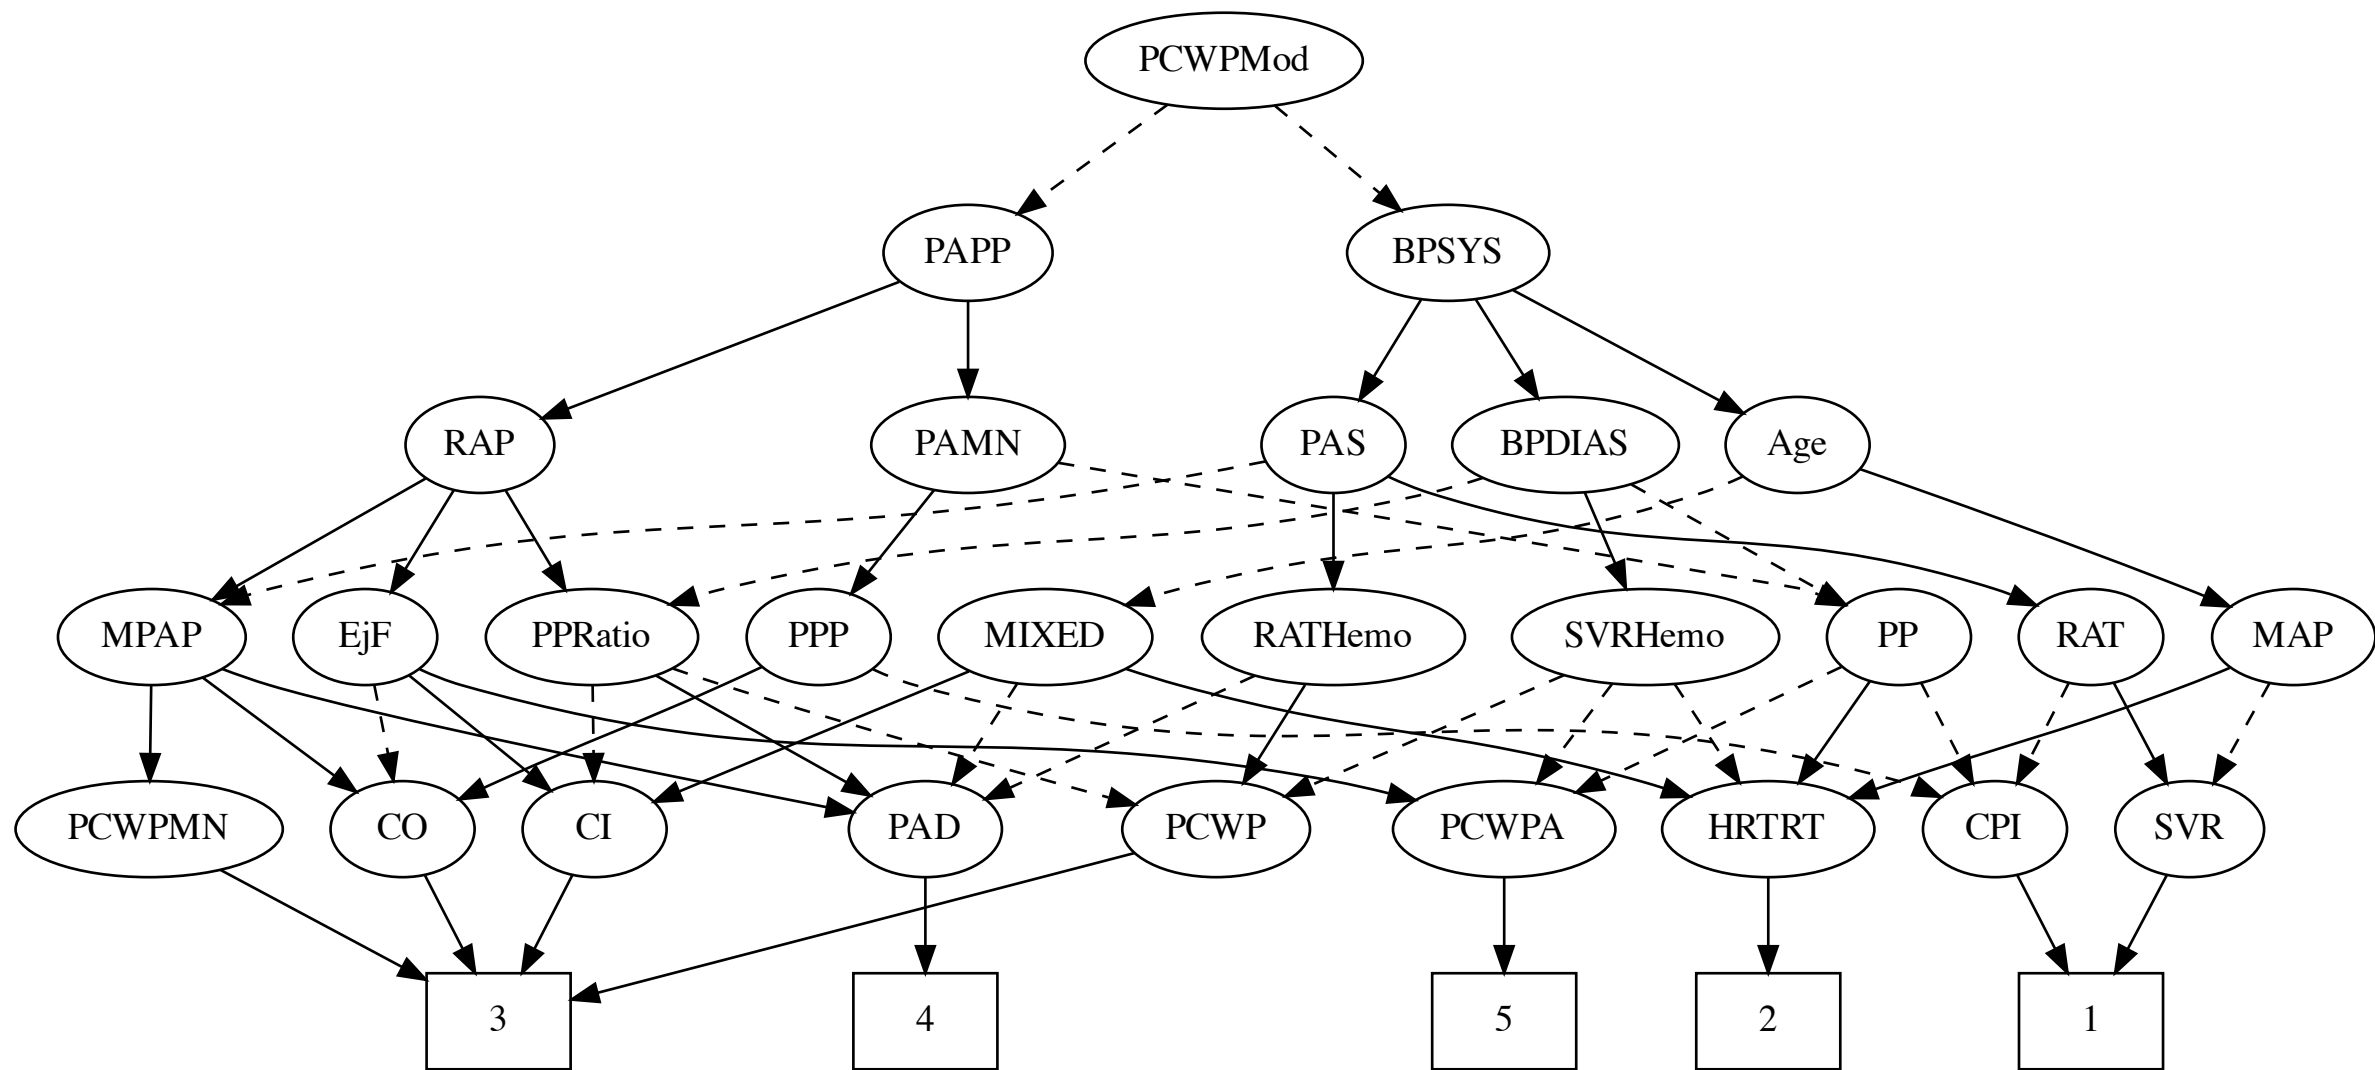 PCWPMod
PAPP
BPSYS
RAP
PAMN
PAS
BPDIAS
Age
MPAP
EjF
PPRatio
PPP
MIXED
RATHemo
SVRHemo
PP
RAT
MAP
PCWPMN
CO
CI
PAD
PCWP
PCWPA
HRTRT
CPI
SVR
3
4
5
2
1